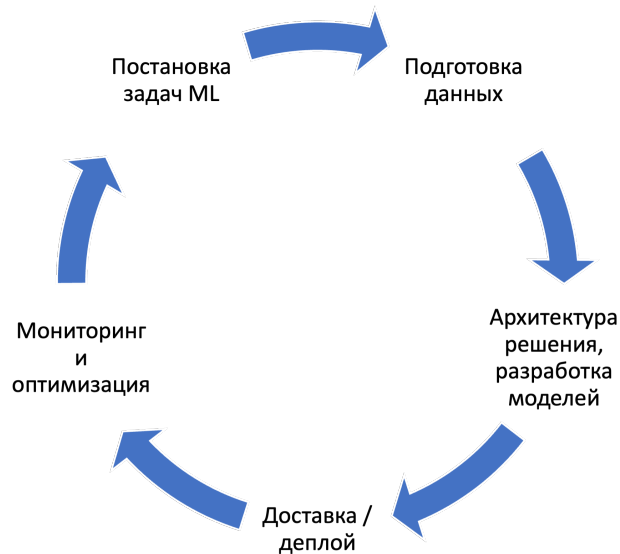 Постановка
задач ML
Подготовка
данных
Архитектура
решения,
разработка
моделей
Доставка /
деплой
Мониторинг
и
оптимизация